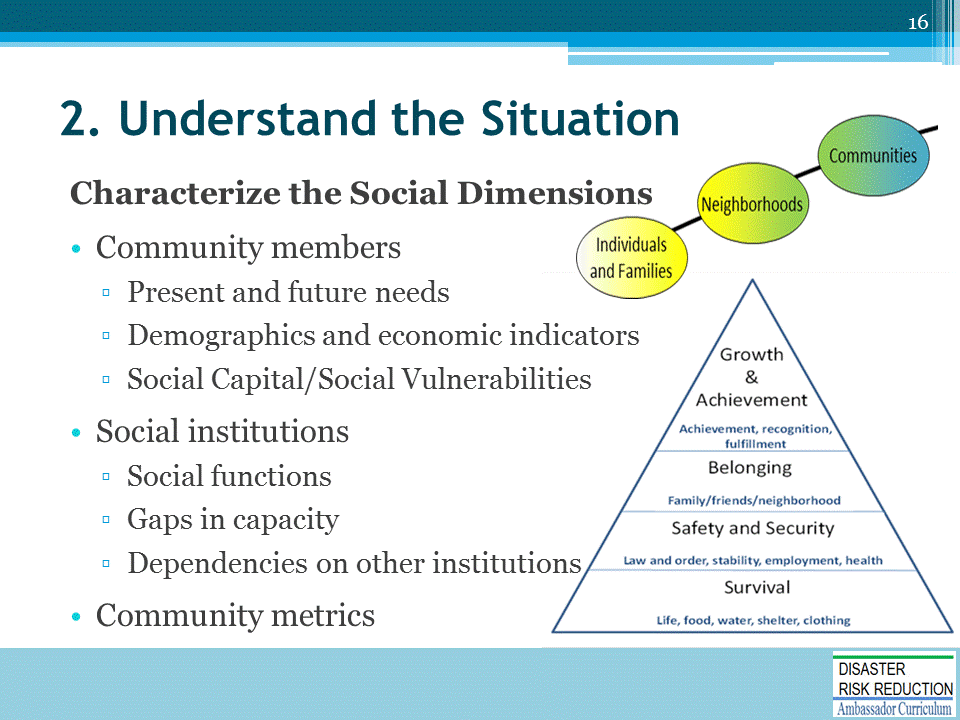 16
2. Understand the Situation
Characterize the Social Dimensions
• Community members
▫ Present and future needs
▫ Demographics and economic indicators
▫ Social Capital/Social Vulnerabilities
• Social institutions
▫ Social functions
▫ Gaps in capacity
▫ Dependencies on other institutions
• Community metrics
Communities
Neighborhoods
Individuals
and Families
Growth
&
Achievement
Achievement, recognition,
fulfillment
Belonging
Family/friends/neighborhood
Safety and Security
Law and order, stability, employment, health
Survival
Life, food, water, shelter, clothing
DISASTER
RISK REDUCTION
Ambassador Curriculum